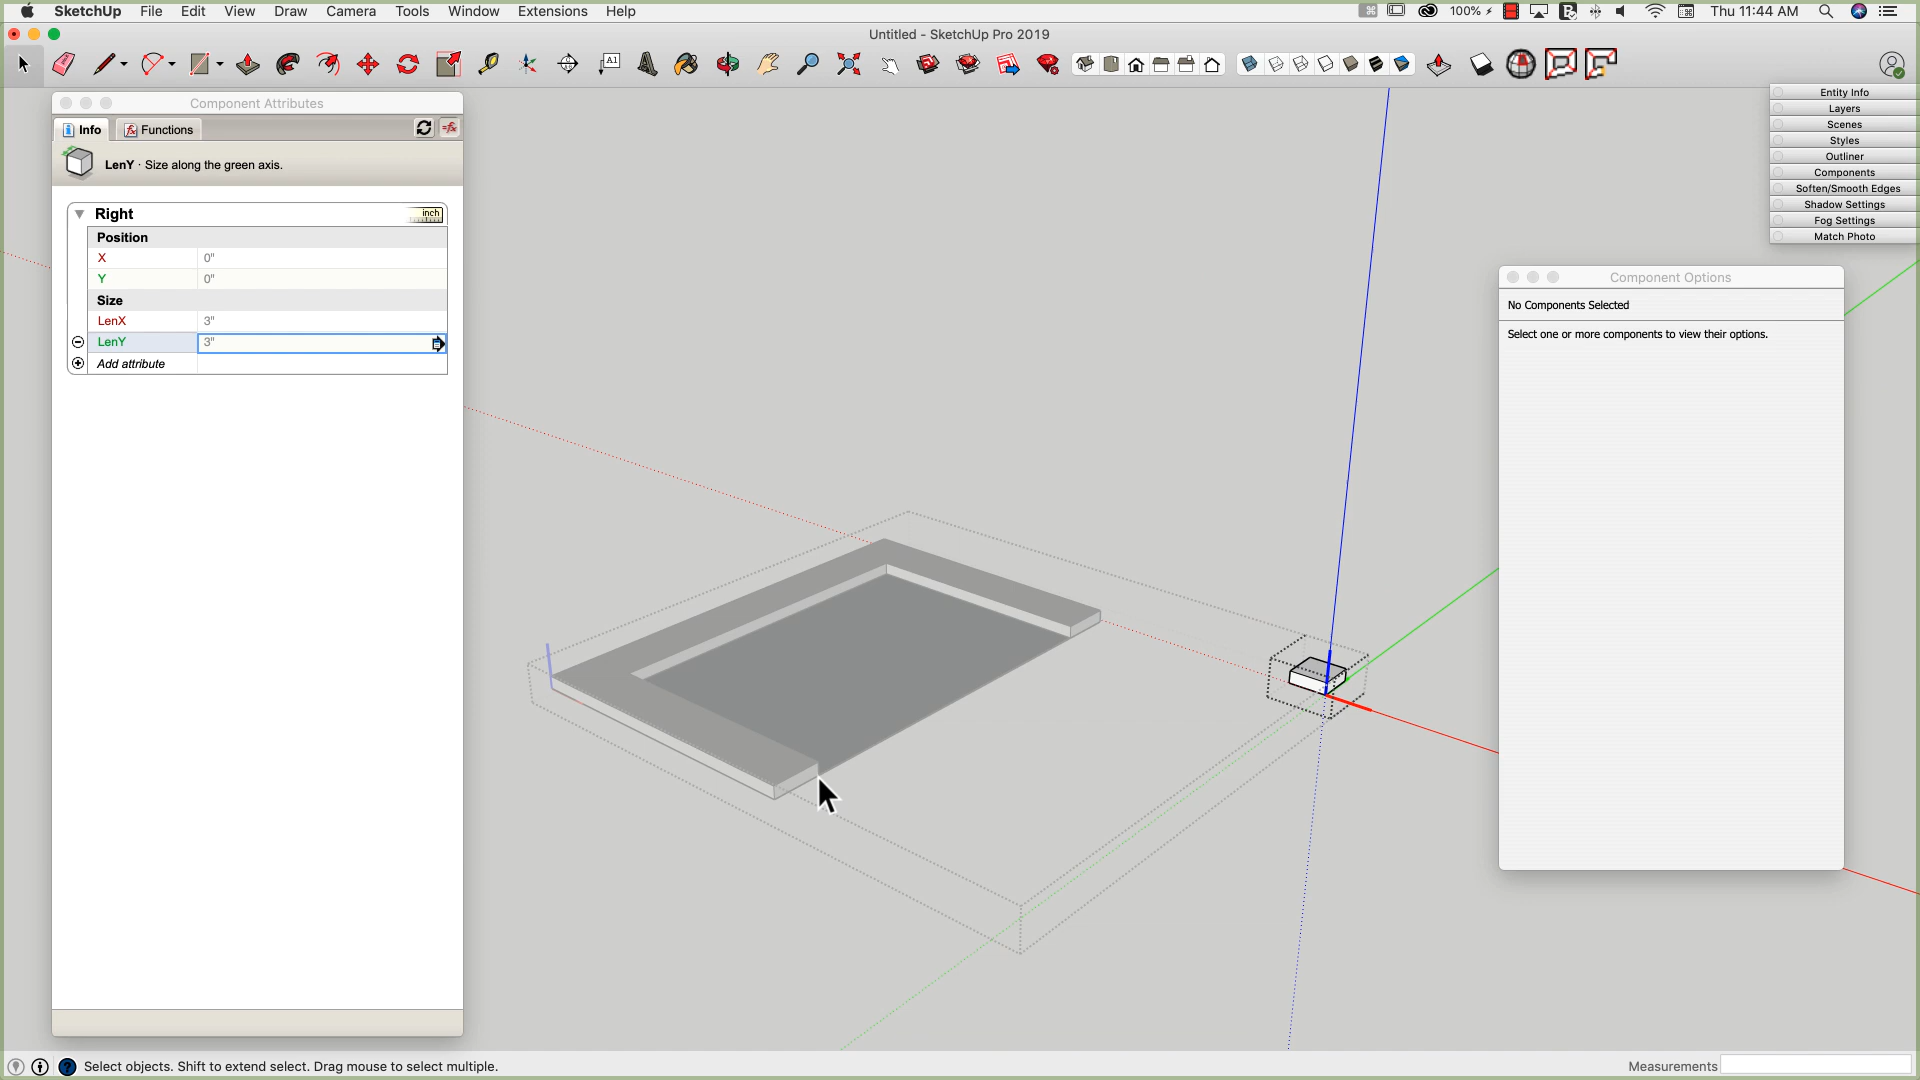 SketchUp File Edit View Draw Camera Tools Window Extensions Help 100% Thu 11:44 AM
Untitled - SketchUp Pro 2019
A1
Component Attributes
Info Functions
LenY · Size along the green axis.
Right inch
Position
X 0"
Y 0"
Size
LenX 3"
LenY 3"
Add attribute
Entity Info
Layers
Scenes
Styles
Outliner
Components
Soften/Smooth Edges
Shadow Settings
Fog Settings
Match Photo
Component Options
No Components Selected
Select one or more components to view their options.
Select objects. Shift to extend select. Drag mouse to select multiple.
Measurements